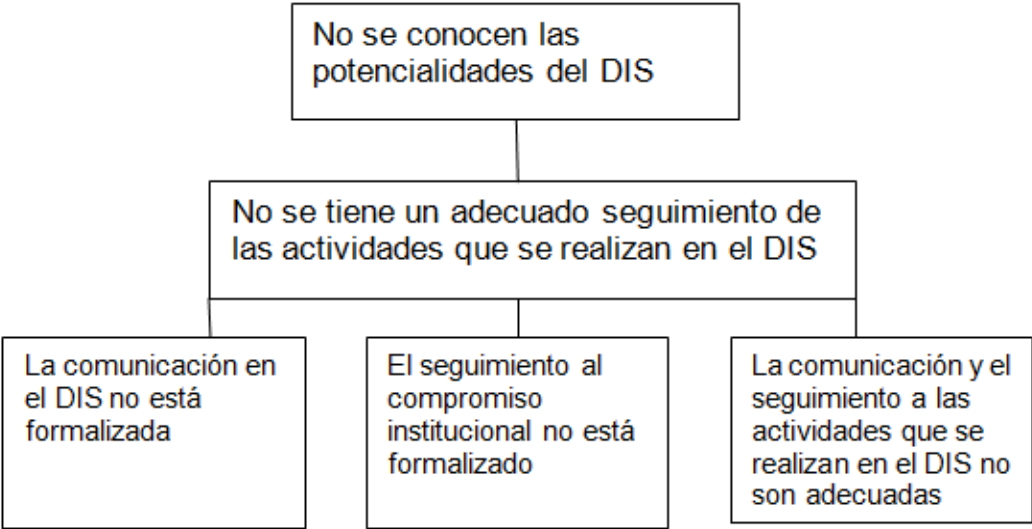 No se conocen las
potencialidades del DIS
No se tiene un adecuado seguimiento de
las actividades que se realizan en el DIS
La comunicación en
el DIS no está
formalizada
El seguimiento al
compromiso
institucional no está
formalizado
La comunicación y el
seguimiento a las
actividades que se
realizan en el DIS no
son adecuadas